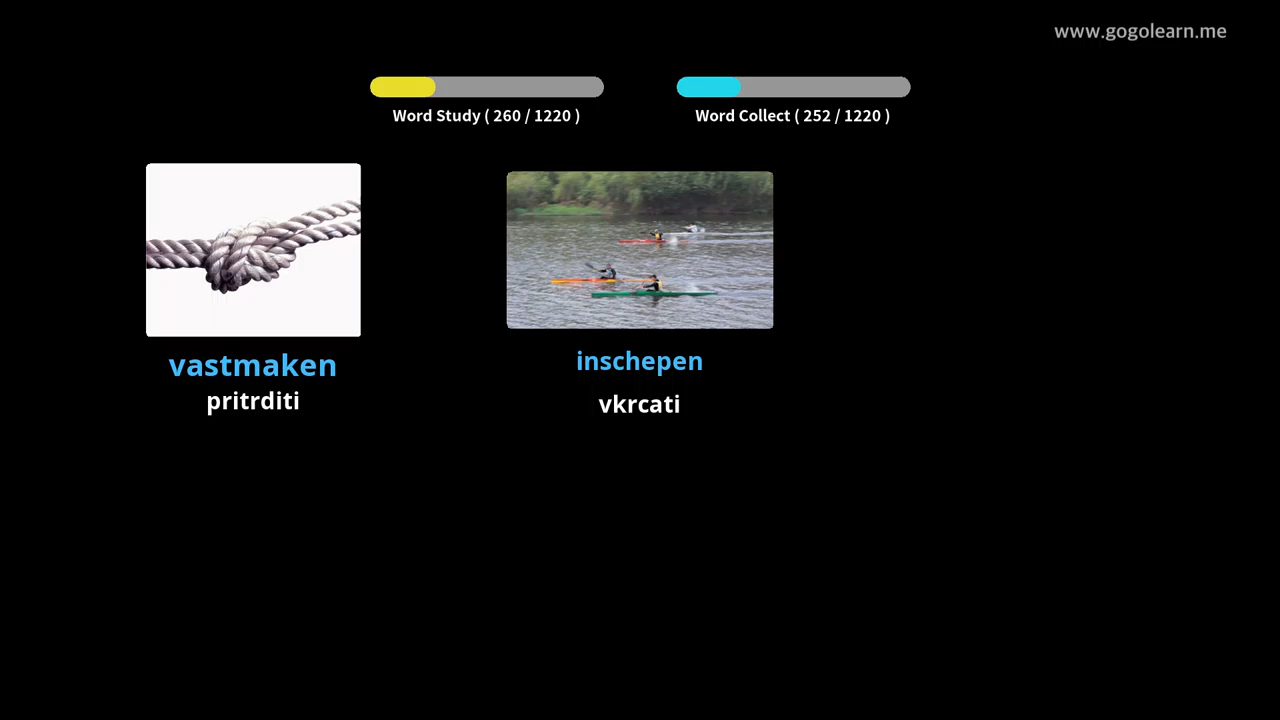 www.gogolearn.me
Word Study ( 260 / 1220 )
Word Collect ( 252 / 1220 )
vastmaken
pritrditi
inschepen
vkrcati